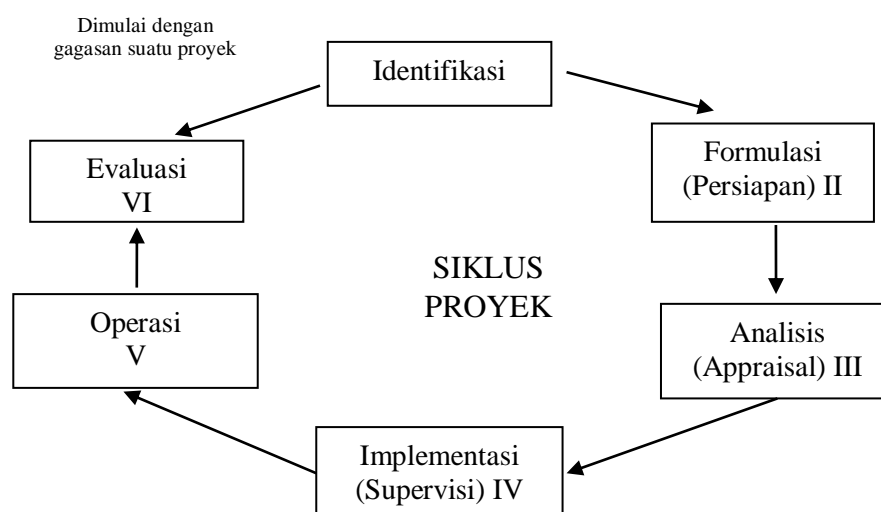 Dimulai dengan
gagasan suatu proyek
Identifikasi
Formulasi
(Persiapan) II
Analisis
(Appraisal) III
Implementasi
(Supervisi) IV
Operasi
V
Evaluasi
VI
SIKLUS
PROYEK